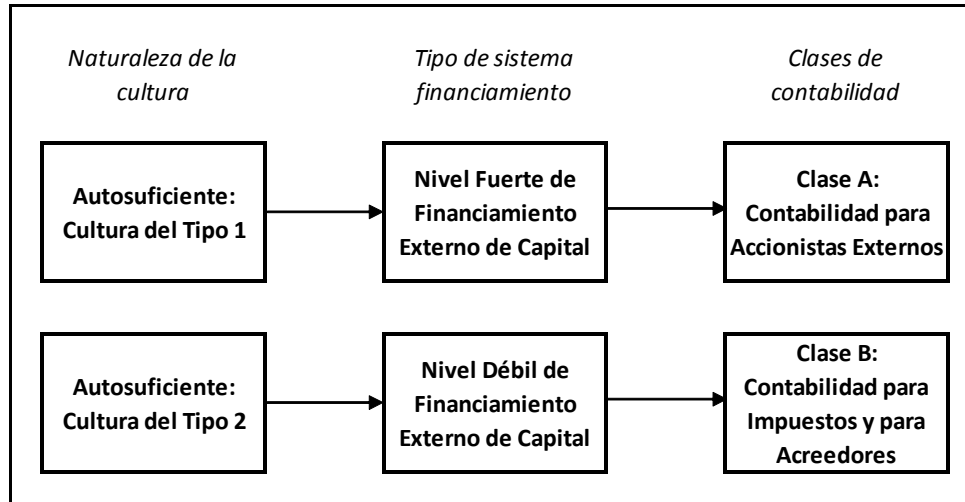 Naturaleza de la
cultura
Tipo de sistema
financiamiento
Clases de
contabilidad
Autosuficiente:
Cultura del Tipo 1
Nivel Fuerte de
Financiamiento
Externo de Capital
Clase A:
Contabilidad para
Accionistas Externos
Autosuficiente:
Cultura del Tipo 2
Nivel Débil de
Financiamiento
Externo de Capital
Clase B:
Contabilidad para
Impuestos y para
Acreedores